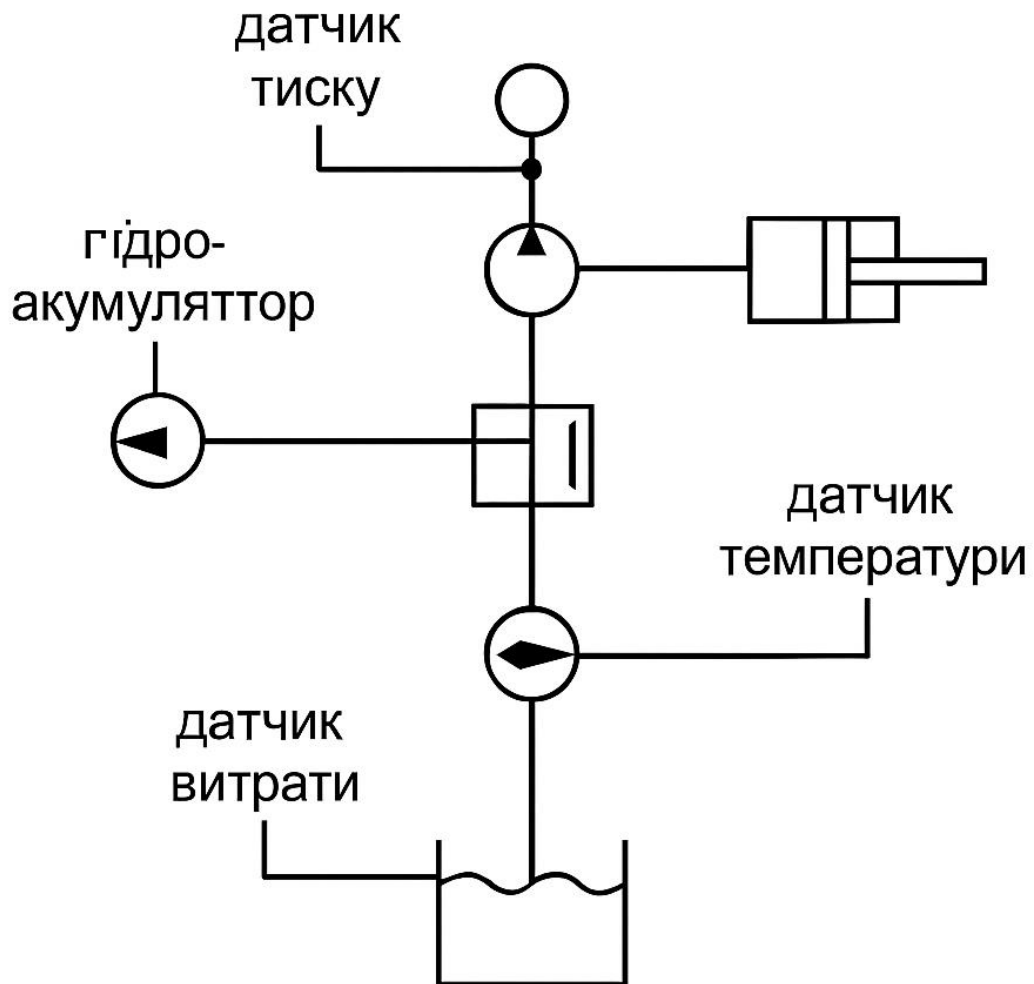 датчик
тиску
гідро-
акумуляттор
датчик
температури
датчик
витрати